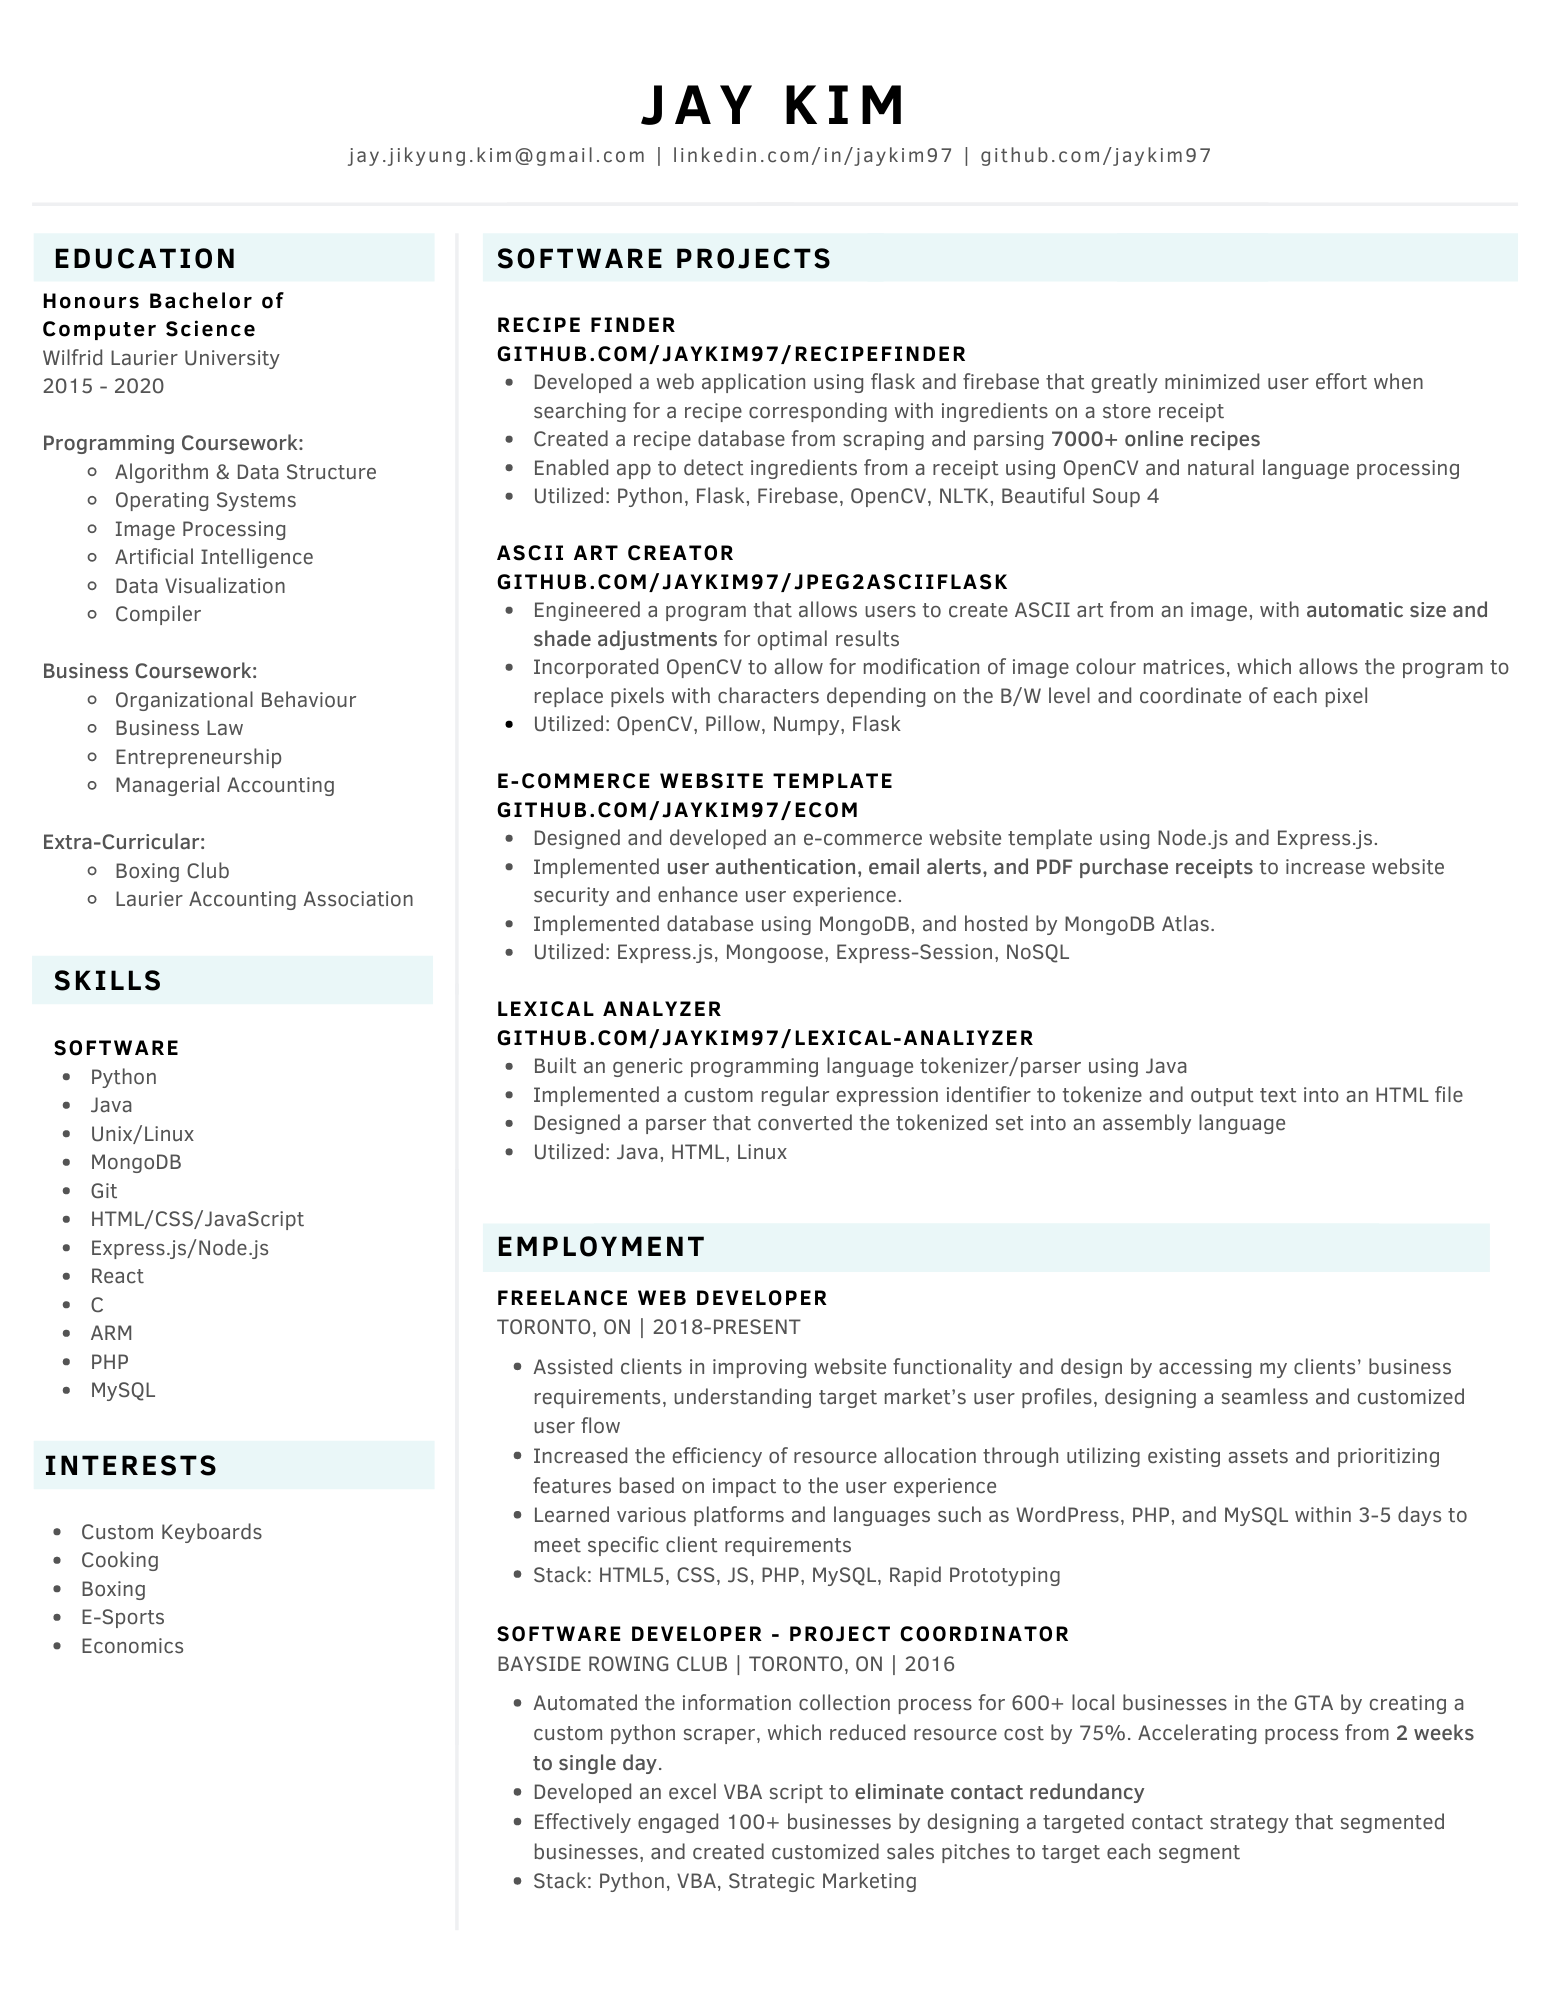 JAY KIM
jay.jikyung.kim@gmail.com | linkedin.com/in/jaykim97 | github.com/jaykim97
EDUCATION
Honours Bachelor of
Computer Science
Wilfrid Laurier University
2015 - 2020
Programming Coursework:
Algorithm & Data Structure
Operating Systems
Image Processing
Artificial Intelligence
Data Visualization
Compiler
Business Coursework:
Organizational Behaviour
Business Law
Entrepreneurship
Managerial Accounting
Extra-Curricular:
Boxing Club
Laurier Accounting Association
SKILLS
SOFTWARE
Python
Java
Unix/Linux
MongoDB
Git
HTML/CSS/JavaScript
Express.js/Node.js
React
C
ARM
PHP
MySQL
INTERESTS
Custom Keyboards
Cooking
Boxing
E-Sports
Economics
SOFTWARE PROJECTS
RECIPE FINDER
GITHUB.COM/JAYKIM97/RECIPEFINDER
Developed a web application using flask and firebase that greatly minimized user effort when
searching for a recipe corresponding with ingredients on a store receipt
Created a recipe database from scraping and parsing 7000+ online recipes
Enabled app to detect ingredients from a receipt using OpenCV and natural language processing
Utilized: Python, Flask, Firebase, OpenCV, NLTK, Beautiful Soup 4
ASCII ART CREATOR
GITHUB.COM/JAYKIM97/JPEG2ASCIIFLASK
Engineered a program that allows users to create ASCII art from an image, with automatic size and
shade adjustments for optimal results
Incorporated OpenCV to allow for modification of image colour matrices, which allows the program to
replace pixels with characters depending on the B/W level and coordinate of each pixel
Utilized: OpenCV, Pillow, Numpy, Flask
E-COMMERCE WEBSITE TEMPLATE
GITHUB.COM/JAYKIM97/ECOM
Designed and developed an e-commerce website template using Node.js and Express.js.
Implemented user authentication, email alerts, and PDF purchase receipts to increase website
security and enhance user experience.
Implemented database using MongoDB, and hosted by MongoDB Atlas.
Utilized: Express.js, Mongoose, Express-Session, NoSQL
LEXICAL ANALYZER
GITHUB.COM/JAYKIM97/LEXICAL-ANALIYZER
Built an generic programming language tokenizer/parser using Java
Implemented a custom regular expression identifier to tokenize and output text into an HTML file
Designed a parser that converted the tokenized set into an assembly language
Utilized: Java, HTML, Linux
EMPLOYMENT
FREELANCE WEB DEVELOPER
TORONTO, ON | 2018-PRESENT
Assisted clients in improving website functionality and design by accessing my clients’ business
requirements, understanding target market’s user profiles, designing a seamless and customized
user flow
Increased the efficiency of resource allocation through utilizing existing assets and prioritizing
features based on impact to the user experience
Learned various platforms and languages such as WordPress, PHP, and MySQL within 3-5 days to
meet specific client requirements
Stack: HTML5, CSS, JS, PHP, MySQL, Rapid Prototyping
SOFTWARE DEVELOPER - PROJECT COORDINATOR
BAYSIDE ROWING CLUB | TORONTO, ON | 2016
Automated the information collection process for 600+ local businesses in the GTA by creating a
custom python scraper, which reduced resource cost by 75%. Accelerating process from 2 weeks
to single day.
Developed an excel VBA script to eliminate contact redundancy
Effectively engaged 100+ businesses by designing a targeted contact strategy that segmented
businesses, and created customized sales pitches to target each segment
Stack: Python, VBA, Strategic Marketing